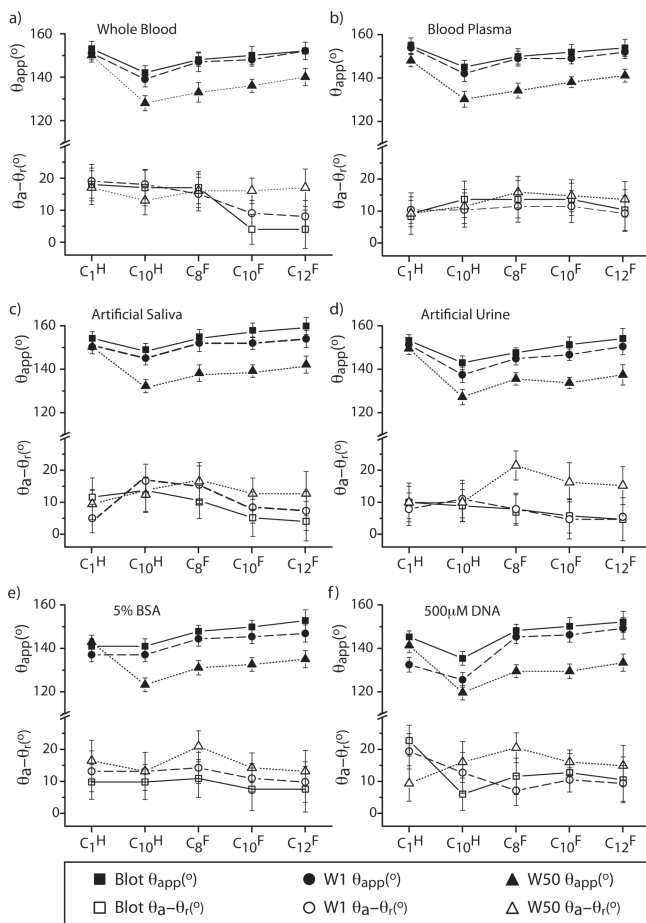 a) Whole Blood
b) Blood Plasma
θapp(º)
160
140
120
θa−θr(º)
20
10
0
C1H C10H C8F C10F C12F
θapp(º)
160
140
120
θa−θr(º)
20
10
0
C1H C10H C8F C10F C12F
c) Artificial Saliva
d) Artificial Urine
θapp(º)
160
140
120
θa−θr(º)
20
10
0
C1H C10H C8F C10F C12F
θapp(º)
160
140
120
θa−θr(º)
20
10
0
C1H C10H C8F C10F C12F
e) 5% BSA
f) 500µM DNA
θapp(º)
160
140
120
θa−θr(º)
20
10
0
C1H C10H C8F C10F C12F
θapp(º)
160
140
120
θa−θr(º)
20
10
0
C1H C10H C8F C10F C12F
Blot θapp(º) W1 θapp(º) W50 θapp(º)
Blot θa−θr(º) W1 θa−θr(º) W50 θa−θr(º)